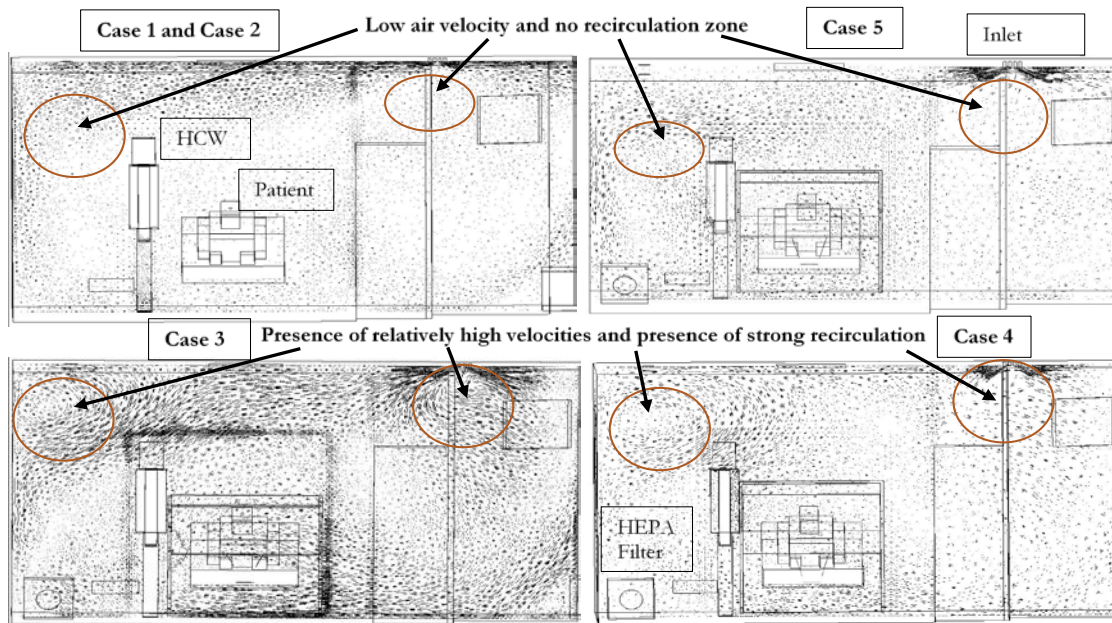 Case 1 and Case 2
Low air velocity and no recirculation zone
Case 5
Inlet
HCW
Patient
Case 3
Presence of relatively high velocities and presence of strong recirculation
Case 4
HEPA
Filter